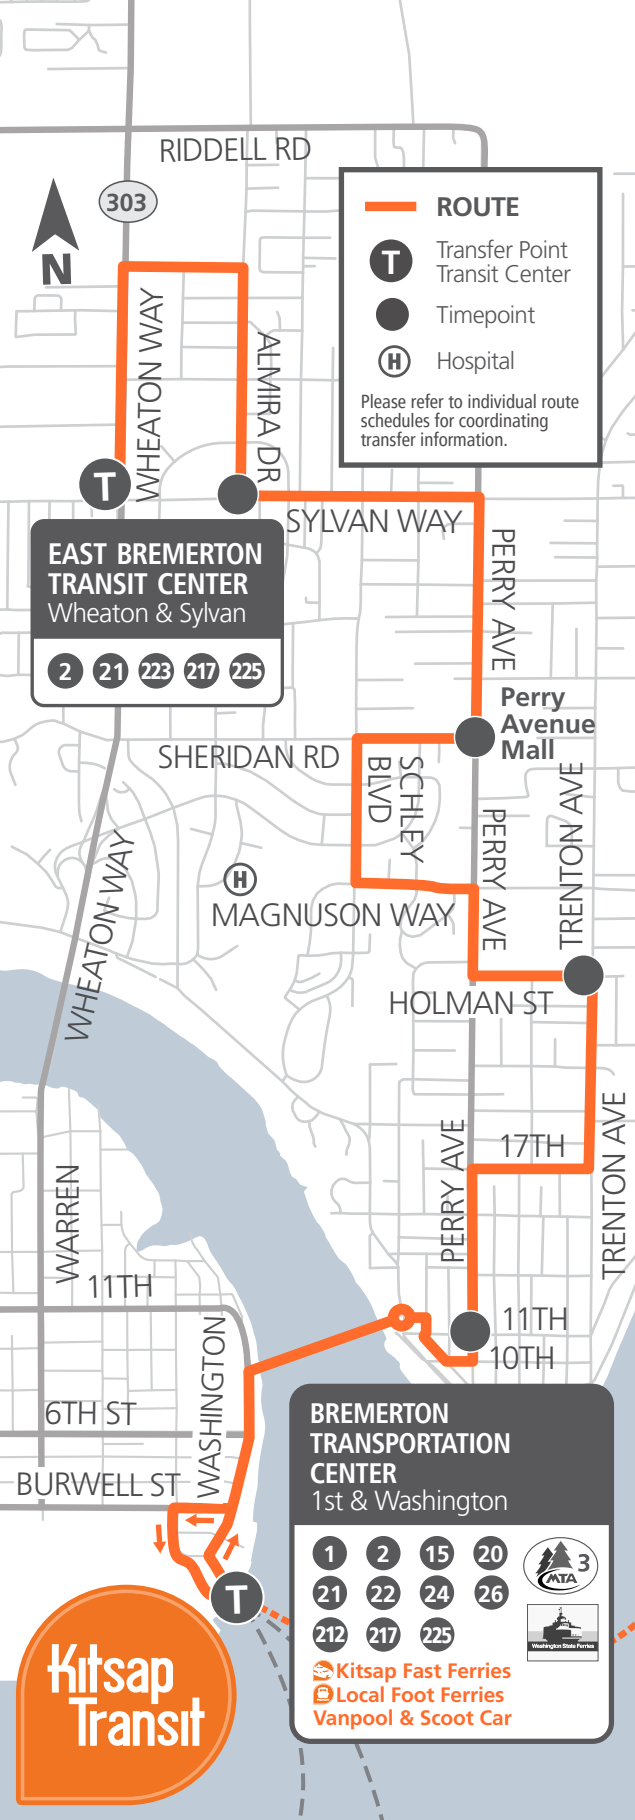 RIDDELL RD
303
N
ROUTE
T
Transfer Point
Transit Center
Timepoint
H
Hospital
Please refer to individual route
schedules for coordinating
transfer information.
WHEATON WAY
ALMIRA DR
T
SYLVAN WAY
PERRY AVE
EAST BREMERTON
TRANSIT CENTER
Wheaton & Sylvan
2 21 223 217 225
Perry
Avenue
Mall
SHERIDAN RD
SCHLEY
BLVD
TRENTON AVE
PERRY AVE
WHEATON WAY
H
MAGNUSON WAY
HOLMAN ST
17TH
PERRY AVE
TRENTON AVE
WARREN
11TH
WASHINGTON
11TH
10TH
6TH ST
BURWELL ST
BREMERTON
TRANSPORTATION
CENTER
1st & Washington
1 2 15 20
MTA 3
21 22 24 26
212 217 225
Washington State Ferries
T
Kitsap Fast Ferries
Local Foot Ferries
Vanpool & Scoot Car
Kitsap
Transit